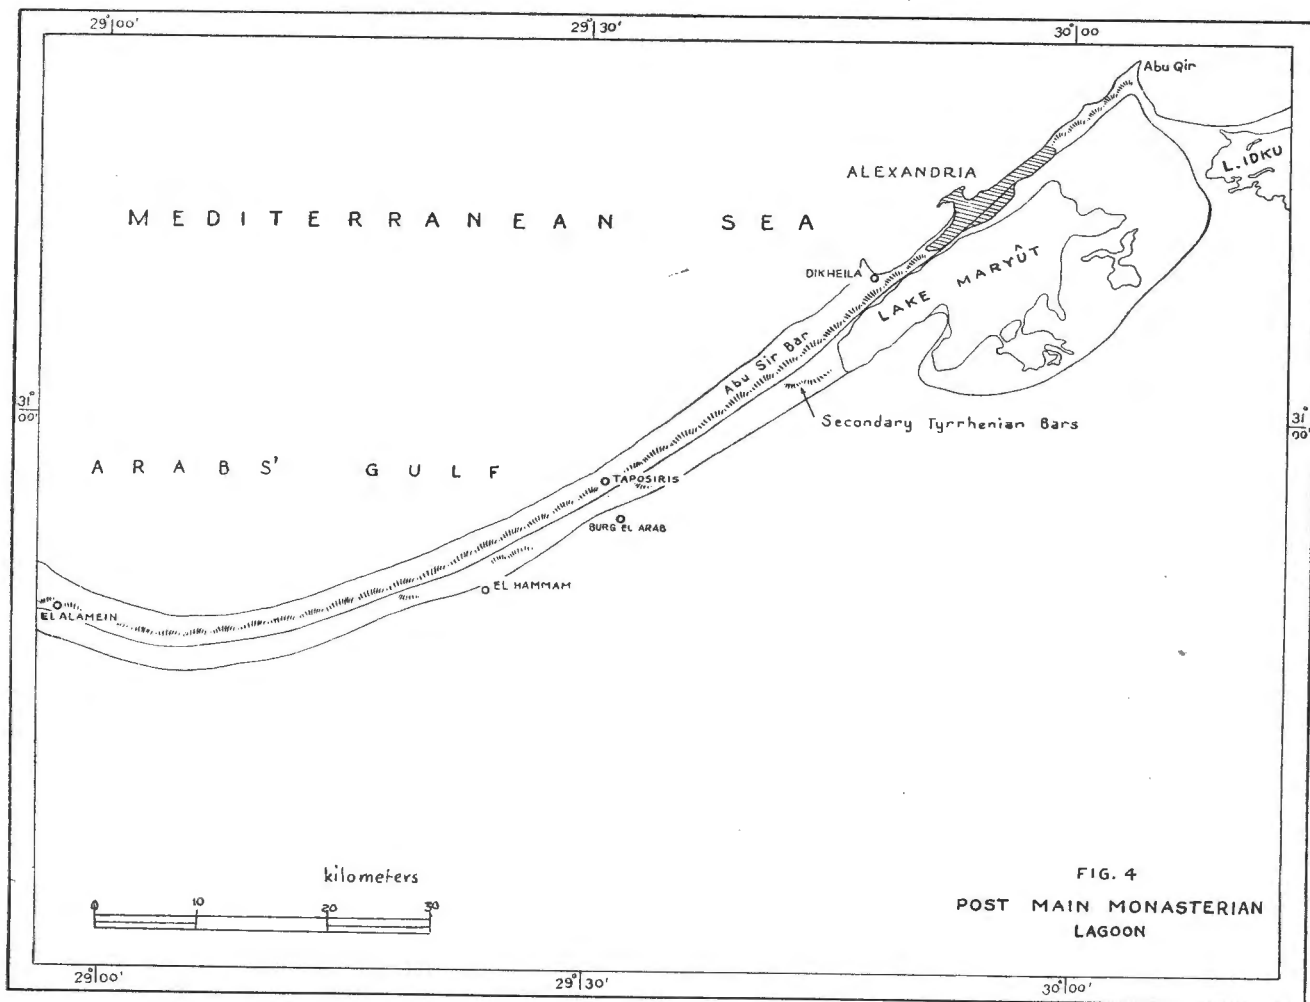 29°00'
29°30'
30°00
Abu Qir
L. IDKU
ALEXANDRIA
MEDITERRANEAN SEA
DIKHEILA
LAKE MARYÛT
Abu Sir Bar
31°
00'
31°
00'
Secondary Tyrrhenian Bars
ARABS' GULF
TAPOSIRIS
BURG EL ARAB
EL HAMMAM
EL ALAMEIN
kilometers
0 10 20 30
FIG. 4
POST MAIN MONASTERIAN
LAGOON
29°00'
29°30'
30°00'